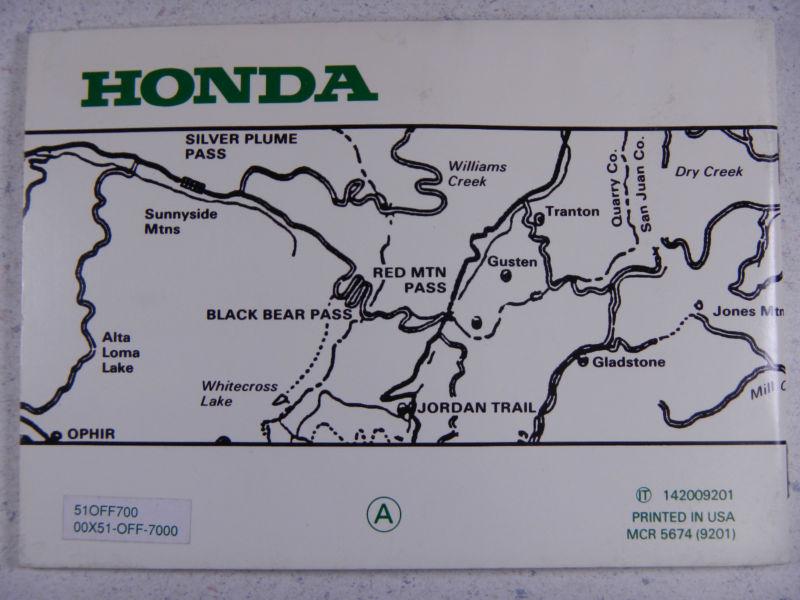 HONDA
SILVER PLUME
PASS
Williams
Creek
Quarry Co.
San Juan Co.
Dry Creek
Sunnyside
Mtns
Tranton
Gusten
RED MTN
PASS
BLACK BEAR PASS
Jones Mtn
Alta
Loma
Lake
Gladstone
Whitecross
Lake
JORDAN TRAIL
Mill
OPHIR
51OFF700
00X51-OFF-7000
A
IT 142009201
PRINTED IN USA
MCR 5674 (9201)